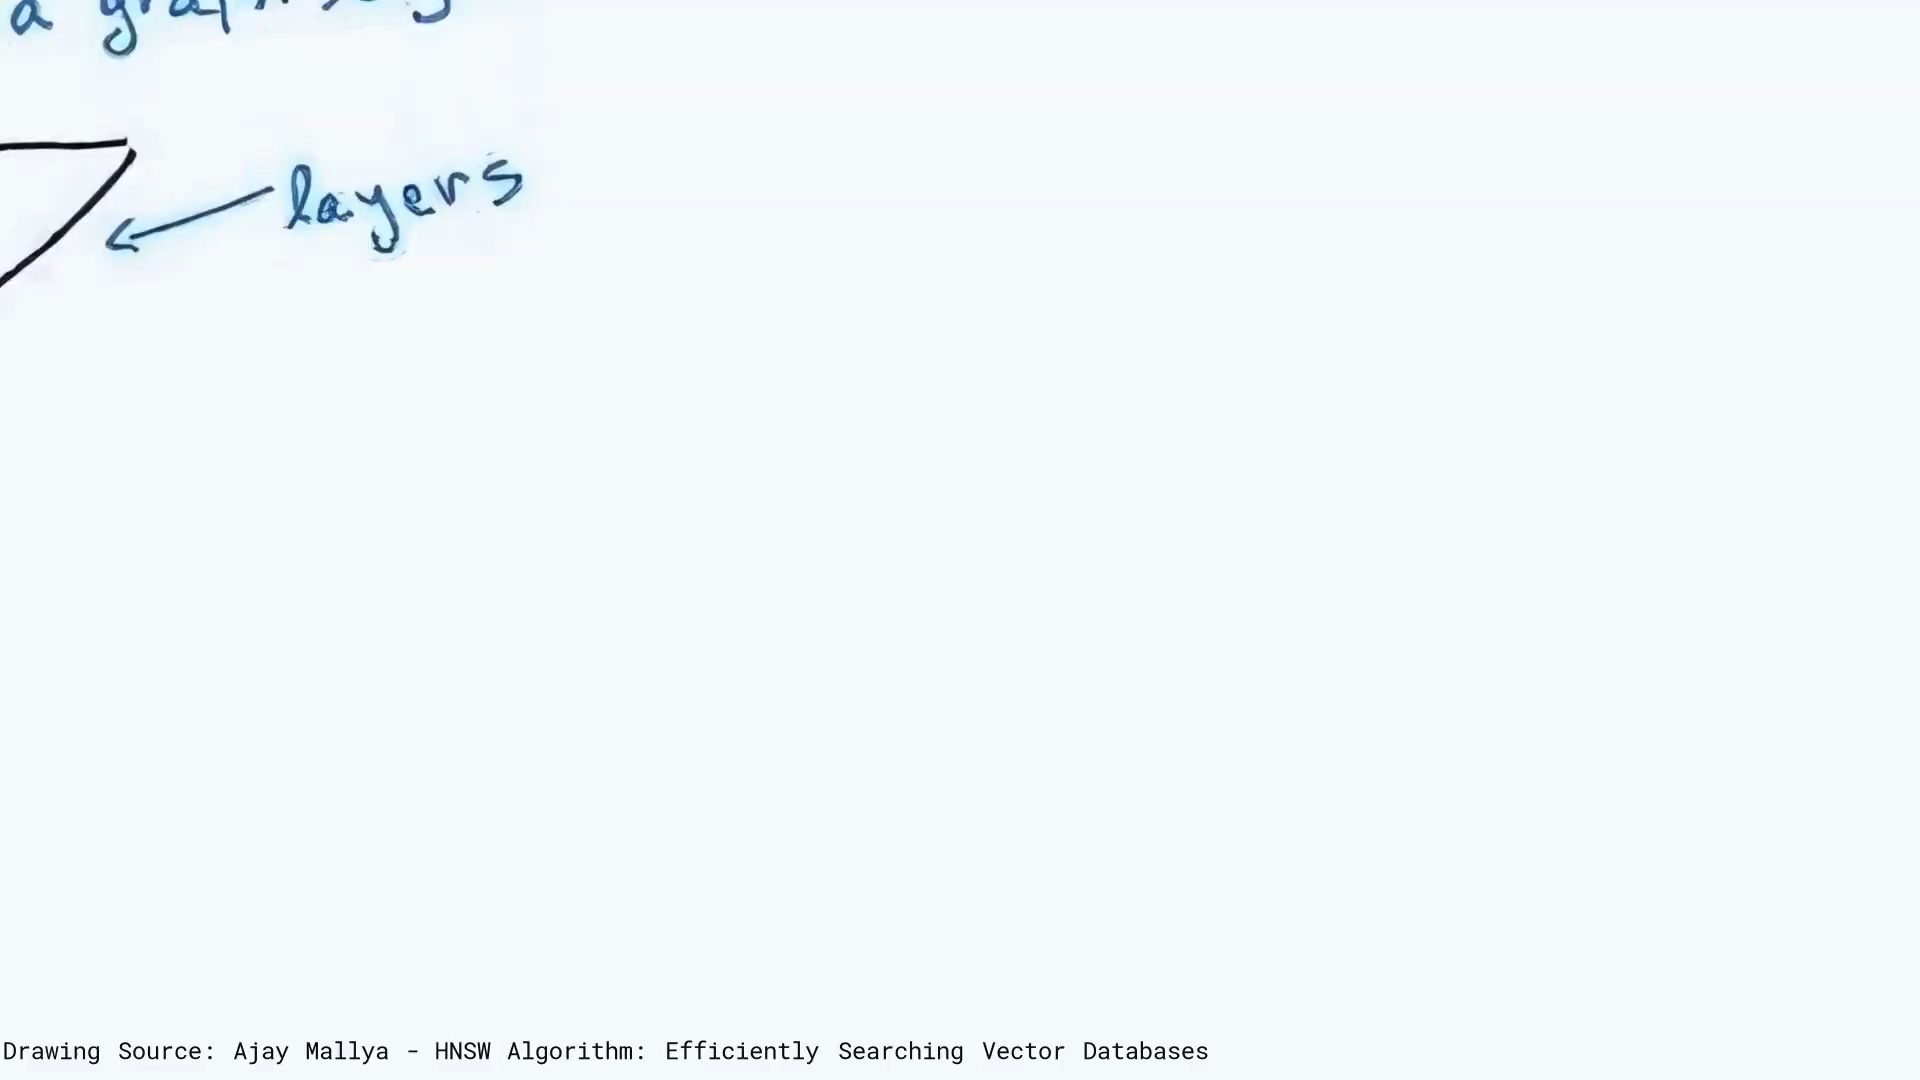 a
layers
Drawing Source: Ajay Mallya - HNSW Algorithm: Efficiently Searching Vector Databases